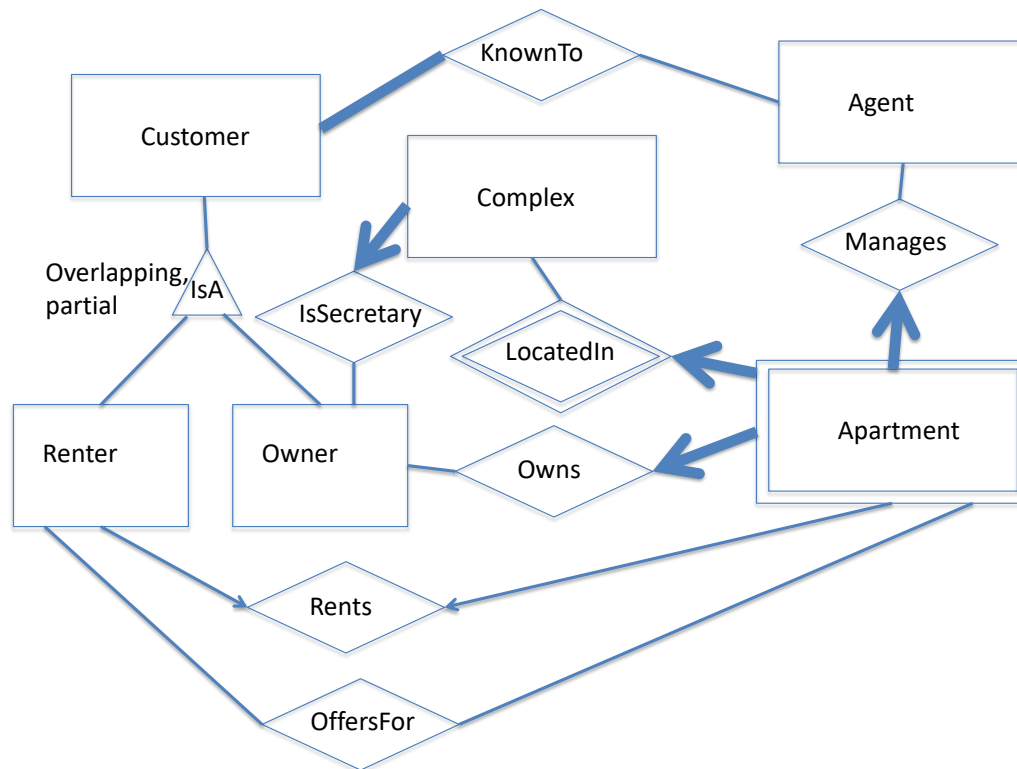 KnownTo
Agent
Customer
Complex
Manages
Overlapping,
partial
IsA
IsSecretary
LocatedIn
Renter
Owner
Owns
Apartment
Rents
OffersFor